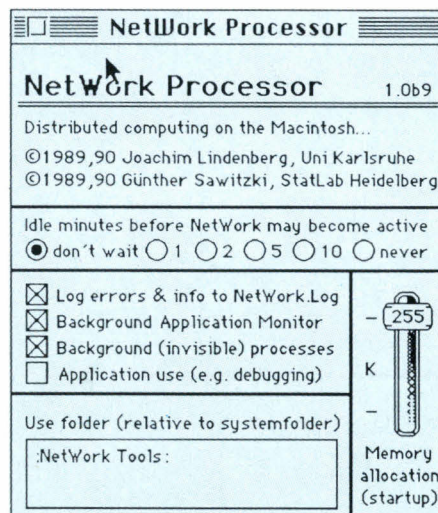 NetWork Processor
NetWork Processor 1.0b9
Distributed computing on the Macintosh...
©1989,90 Joachim Lindenberg, Uni Karlsruhe
©1989,90 Günther Sawitzki, StatLab Heidelberg
Idle minutes before NetWork may become active
don´t wait 1 2 5 10 never
Log errors & info to NetWork.Log
Background Application Monitor
Background (invisible) processes
Application use (e.g. debugging)
255
K
Use folder (relative to systemfolder)
:NetWork Tools:
Memory
allocation
(startup)